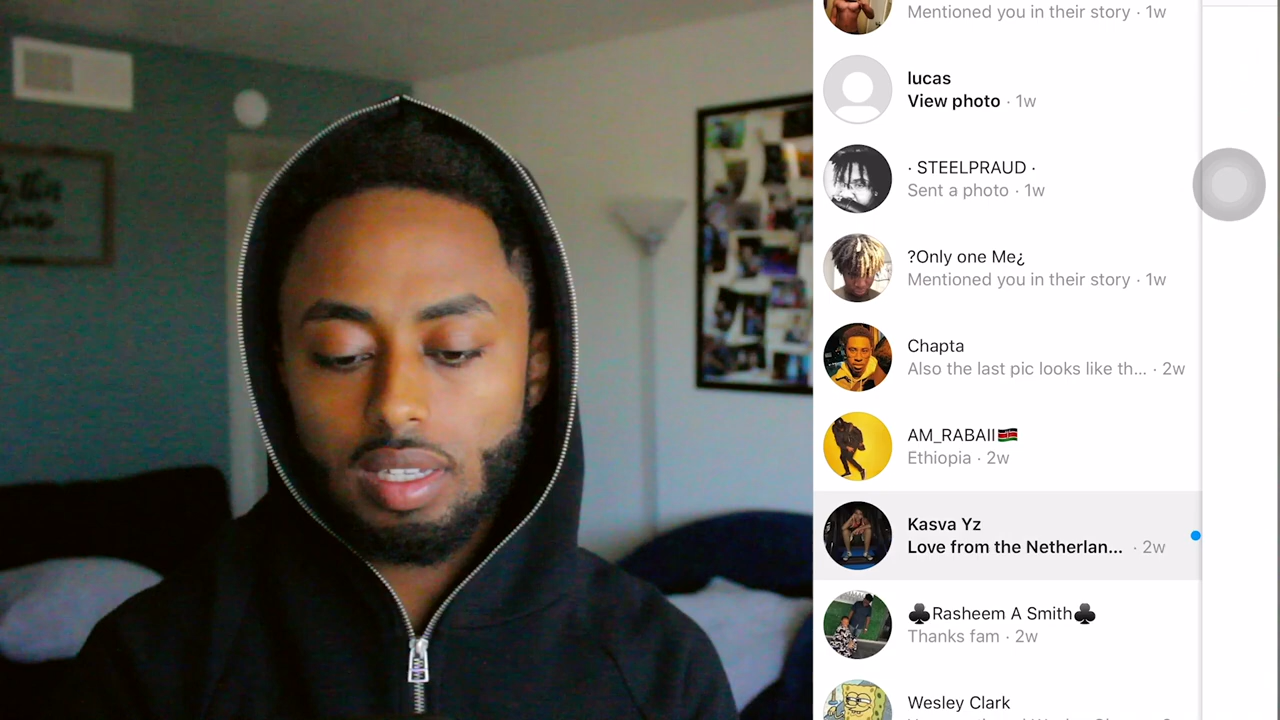 Mentioned you in their story · 1w
lucas
View photo · 1w
· STEELPRAUD ·
Sent a photo · 1w
?Only one Me¿
Mentioned you in their story · 1w
Chapta
Also the last pic looks like th... · 2w
AM_RABAII🇰🇪
Ethiopia · 2w
Kasva Yz
Love from the Netherlan... · 2w
♣️Rasheem A Smith♣️
Thanks fam · 2w
Wesley Clark